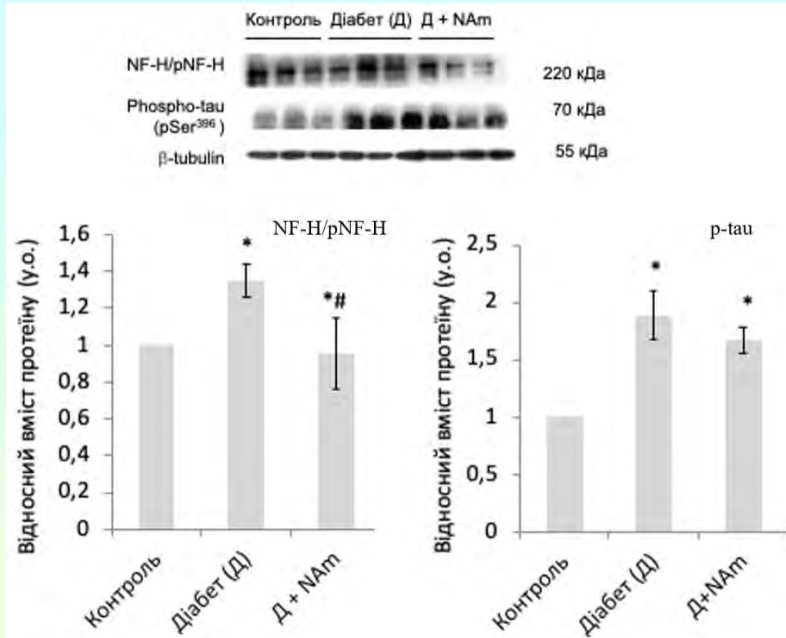 Контроль Діабет (Д) Д + NAm
NF-H/pNF-H
220 кДа
Phospho-tau
(pSer³⁹⁶ )
70 кДа
β-tubulin
55 кДа
NF-H/pNF-H
Відносний вміст протеїну (у.о.)
1,6
1,4
1,2
1
0,8
0,6
0,4
0,2
0
*
*#
Контроль
Діабет (Д)
Д + NAm
p-tau
Відносний вміст протеїну (у.о.)
2,5
2
1,5
1
0,5
0
*
*
Контроль
Діабет (Д)
Д+NAm